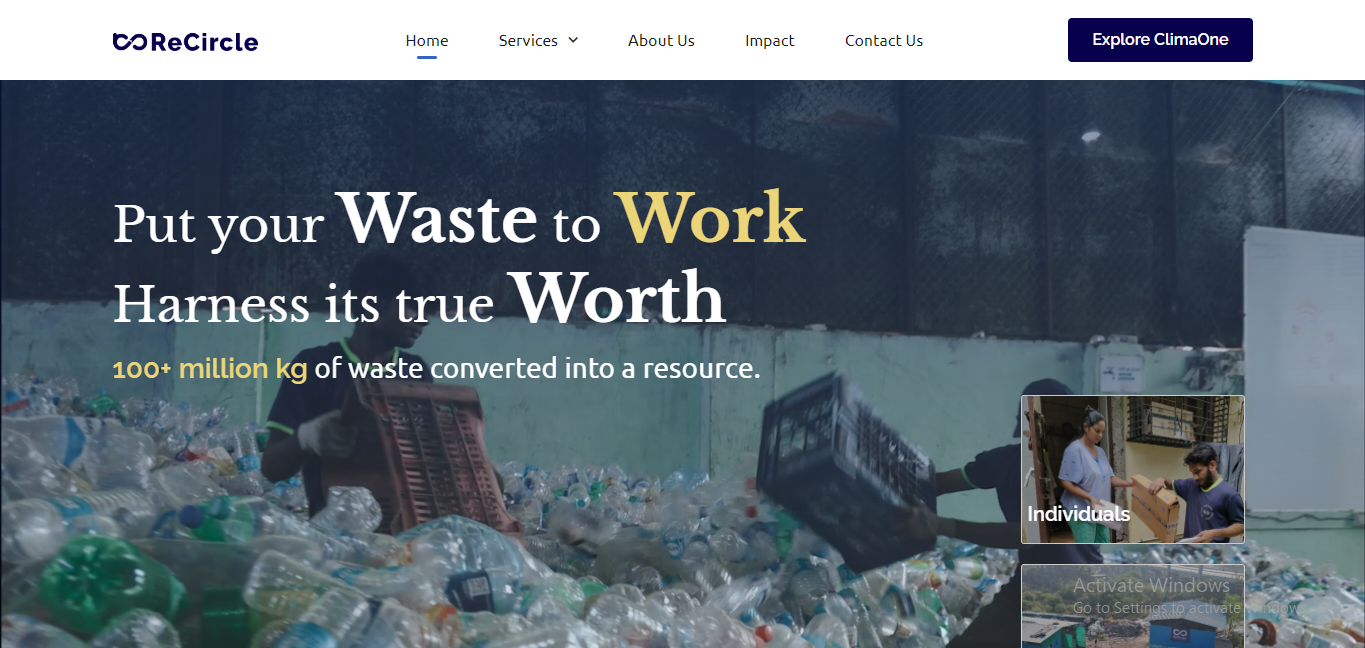 ReCircle
Home
Services
About Us
Impact
Contact Us
Explore ClimaOne
Put your Waste to Work
Harness its true Worth
100+ million kg of waste converted into a resource.
Individuals
Activate Windows
Go to Settings to activate Windows.